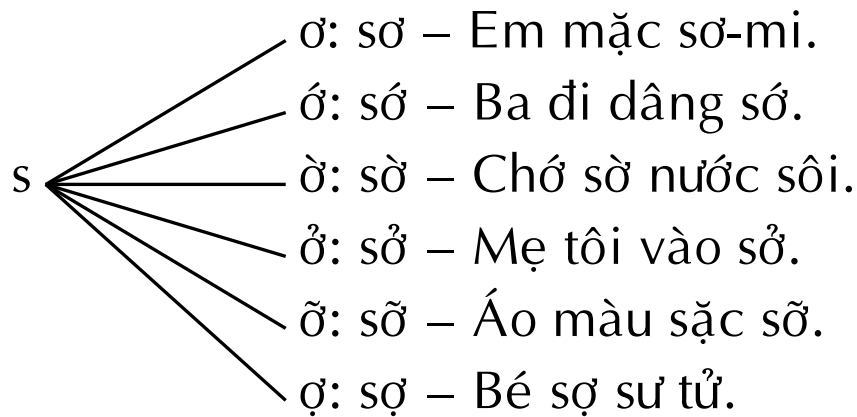 ơ: sơ – Em mặc sơ-mi.
ớ: sớ – Ba đi dâng sớ.
s
ờ: sờ – Chớ sờ nước sôi.
ở: sở – Mẹ tôi vào sở.
ỡ: sỡ – Áo màu sặc sỡ.
ợ: sợ – Bé sợ sư tử.